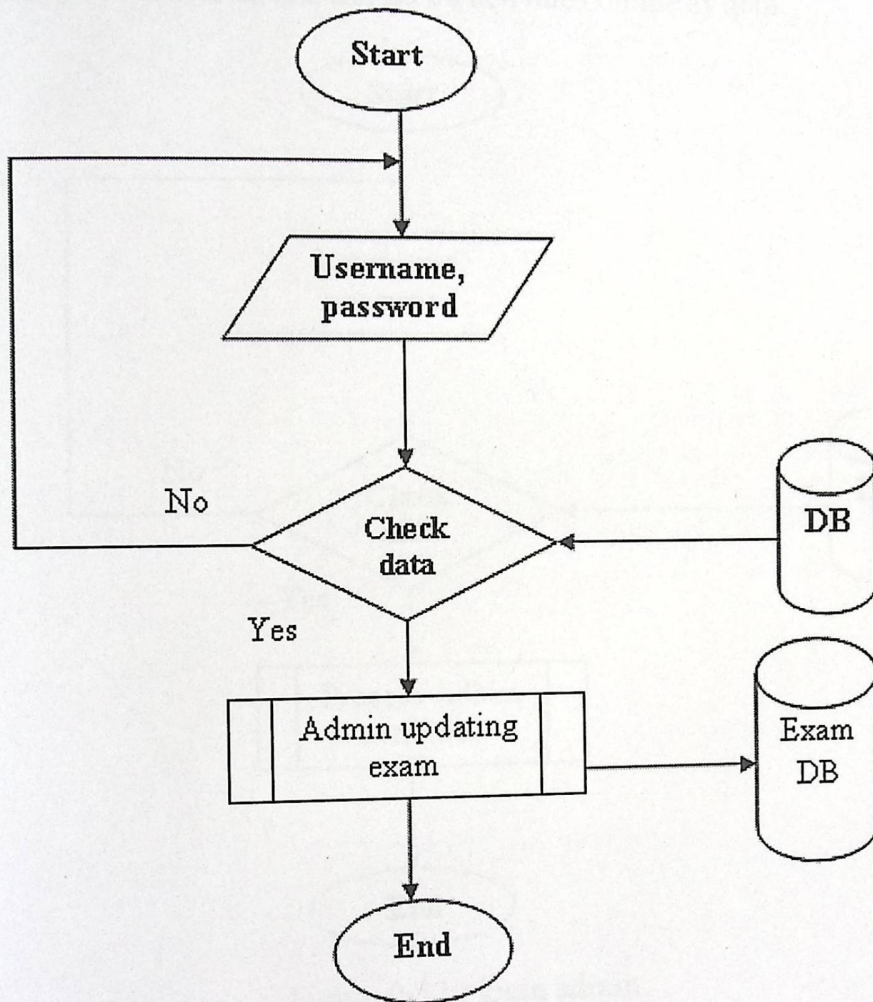 Start
Username,
password
No
Check
data
DB
Yes
Admin updating
exam
Exam
DB
End